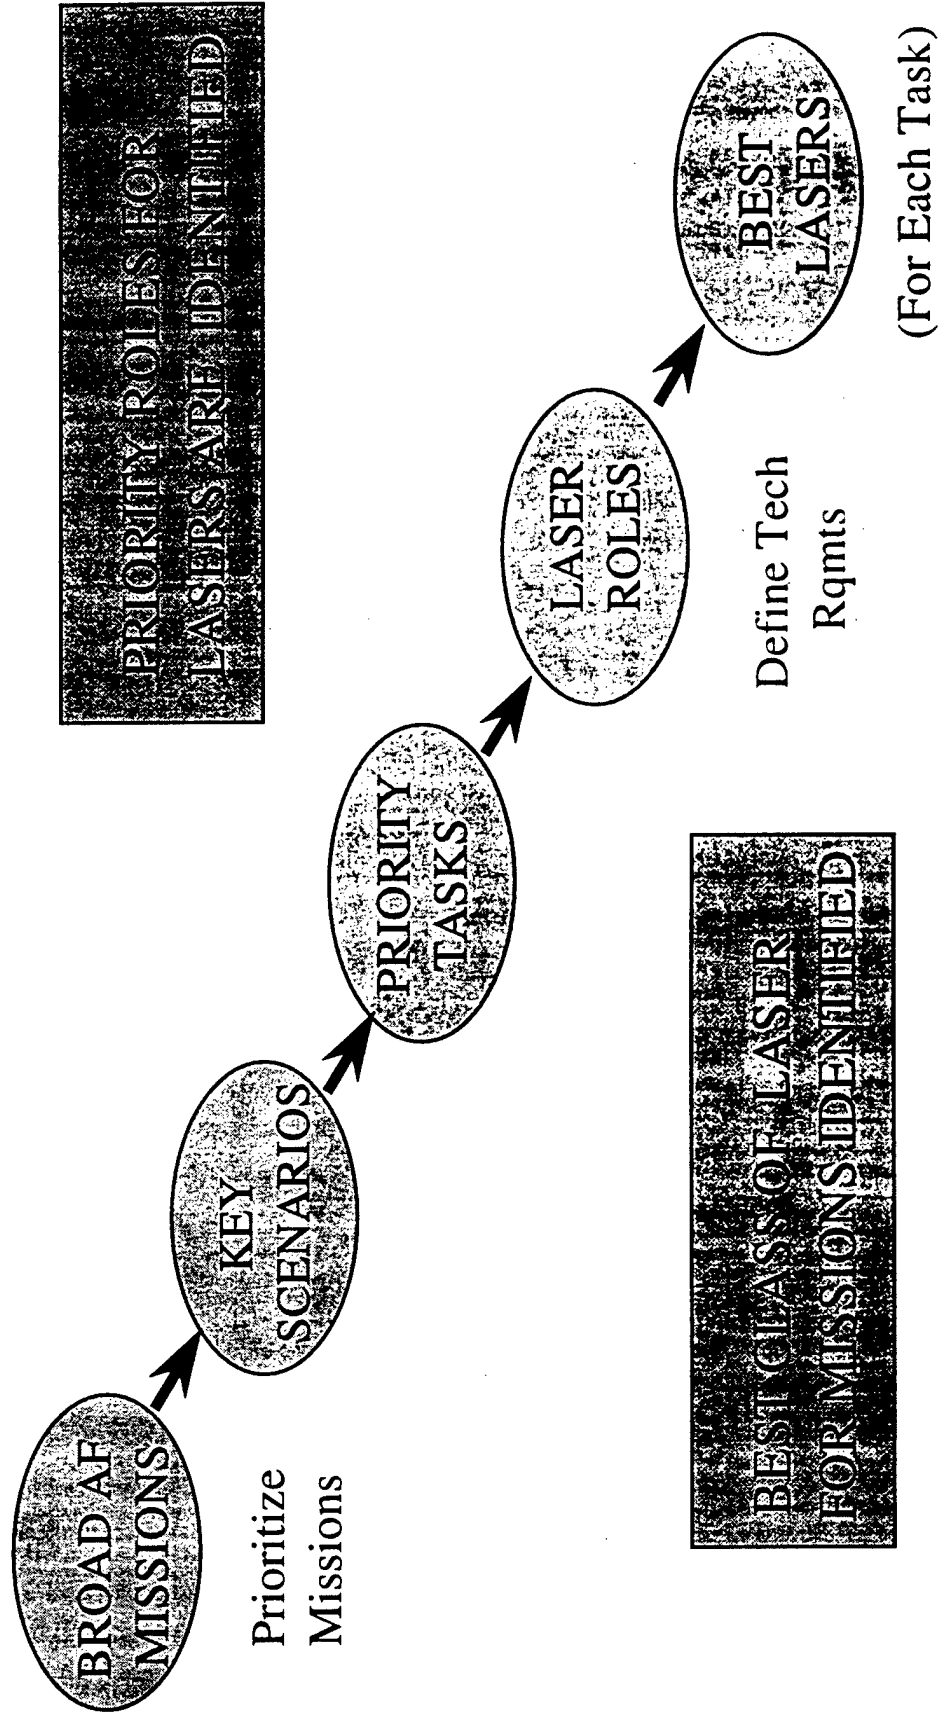 PRIORITY ROLES FOR
LASERS ARE IDENTIFIED
BROAD AF
MISSIONS
Prioritize
Missions
KEY
SCENARIOS
PRIORITY
TASKS
LASER
ROLES
Define Tech
Rqmts
BEST
LASERS
(For Each Task)
BEST CLASS OF LASER
FOR MISSIONS IDENTIFIED